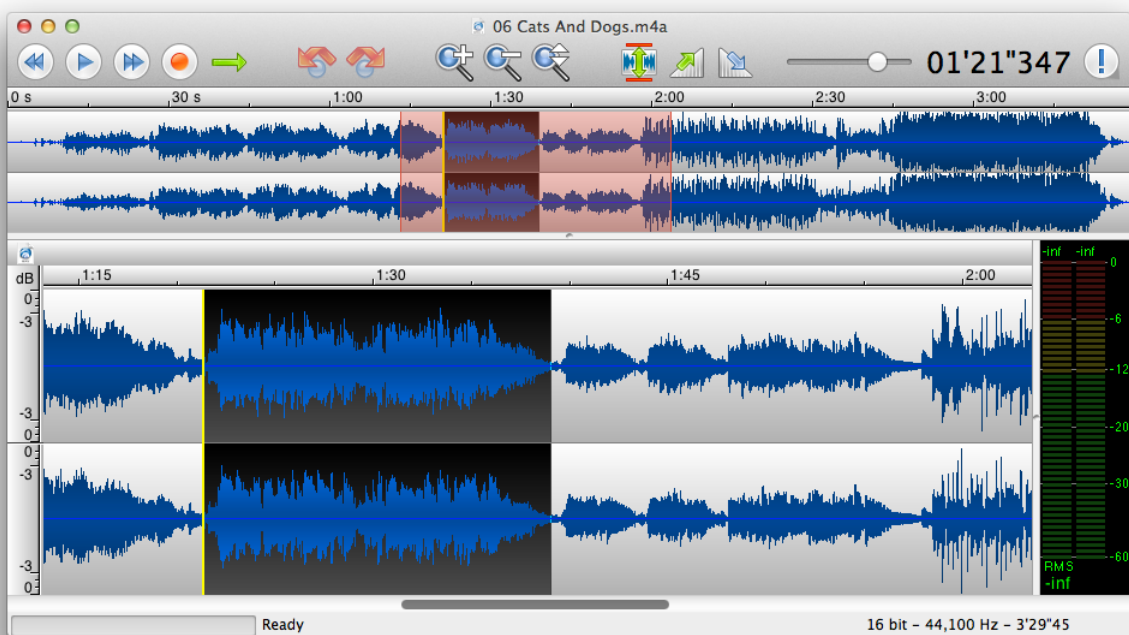 06 Cats And Dogs.m4a
01'21"347
0 s 30 s 1:00 1:30 2:00 2:30 3:00
-inf -inf
dB 1:15 1:30 1:45 2:00
0
-3
-3
0
0
-3
-3
0
0
-6
-12
-20
-30
-60
RMS
-inf
Ready
16 bit - 44,100 Hz - 3'29"45